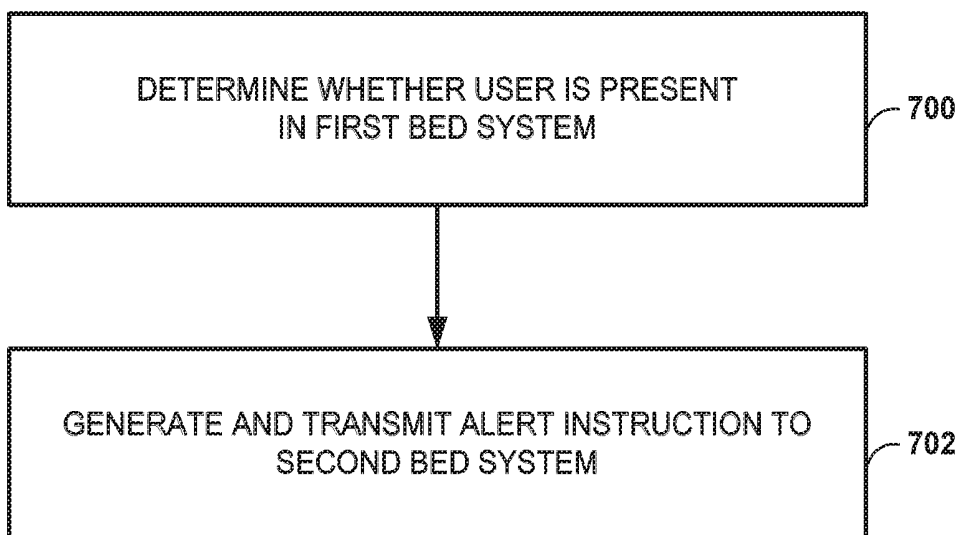 DETERMINE WHETHER USER IS PRESENT
IN FIRST BED SYSTEM
700
GENERATE AND TRANSMIT ALERT INSTRUCTION TO
SECOND BED SYSTEM
702